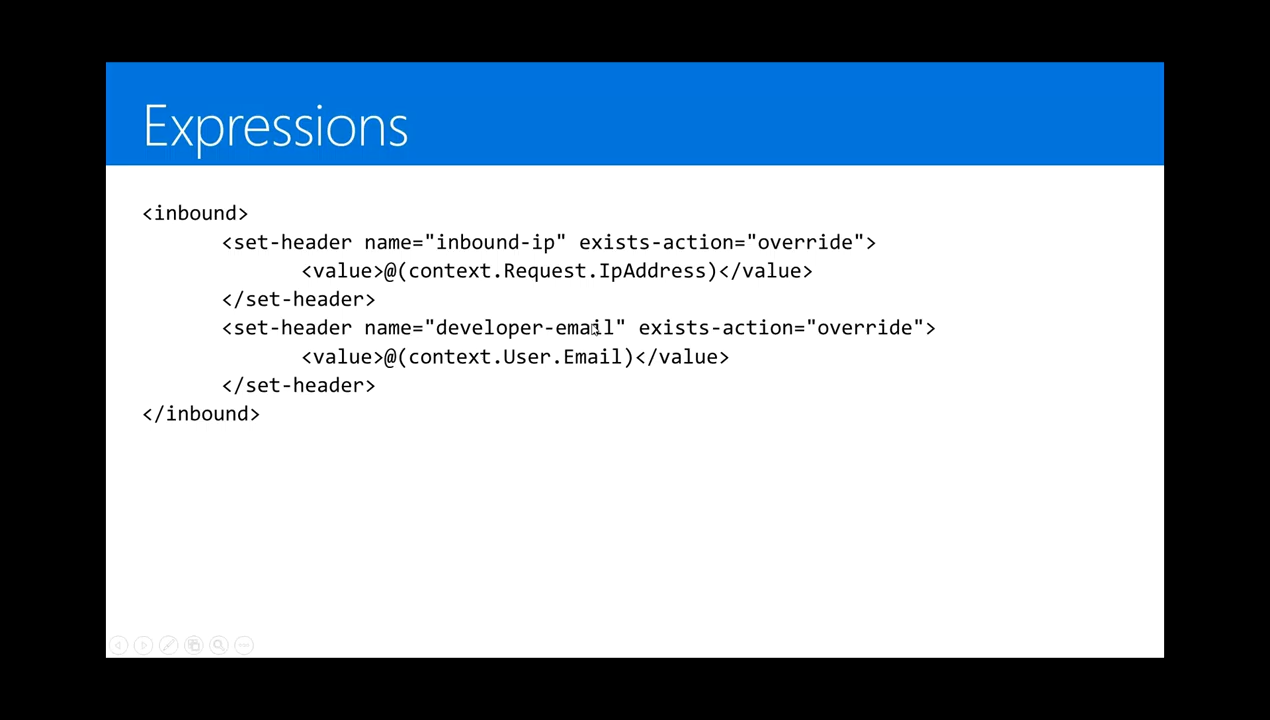 Expressions
<inbound>
<set-header name="inbound-ip" exists-action="override">
<value>@(context.Request.IpAddress)</value>
</set-header>
<set-header name="developer-email" exists-action="override">
<value>@(context.User.Email)</value>
</set-header>
</inbound>